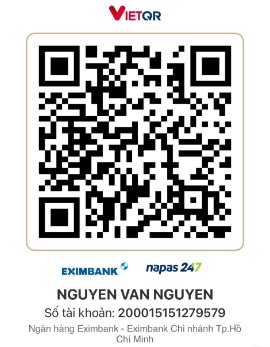 VIETQR
EXIMBANK
napas 247
NGUYEN VAN NGUYEN
Số tài khoản: 200015151279579
Ngân hàng Eximbank - Eximbank Chi nhánh Tp.Hồ
Chí Minh